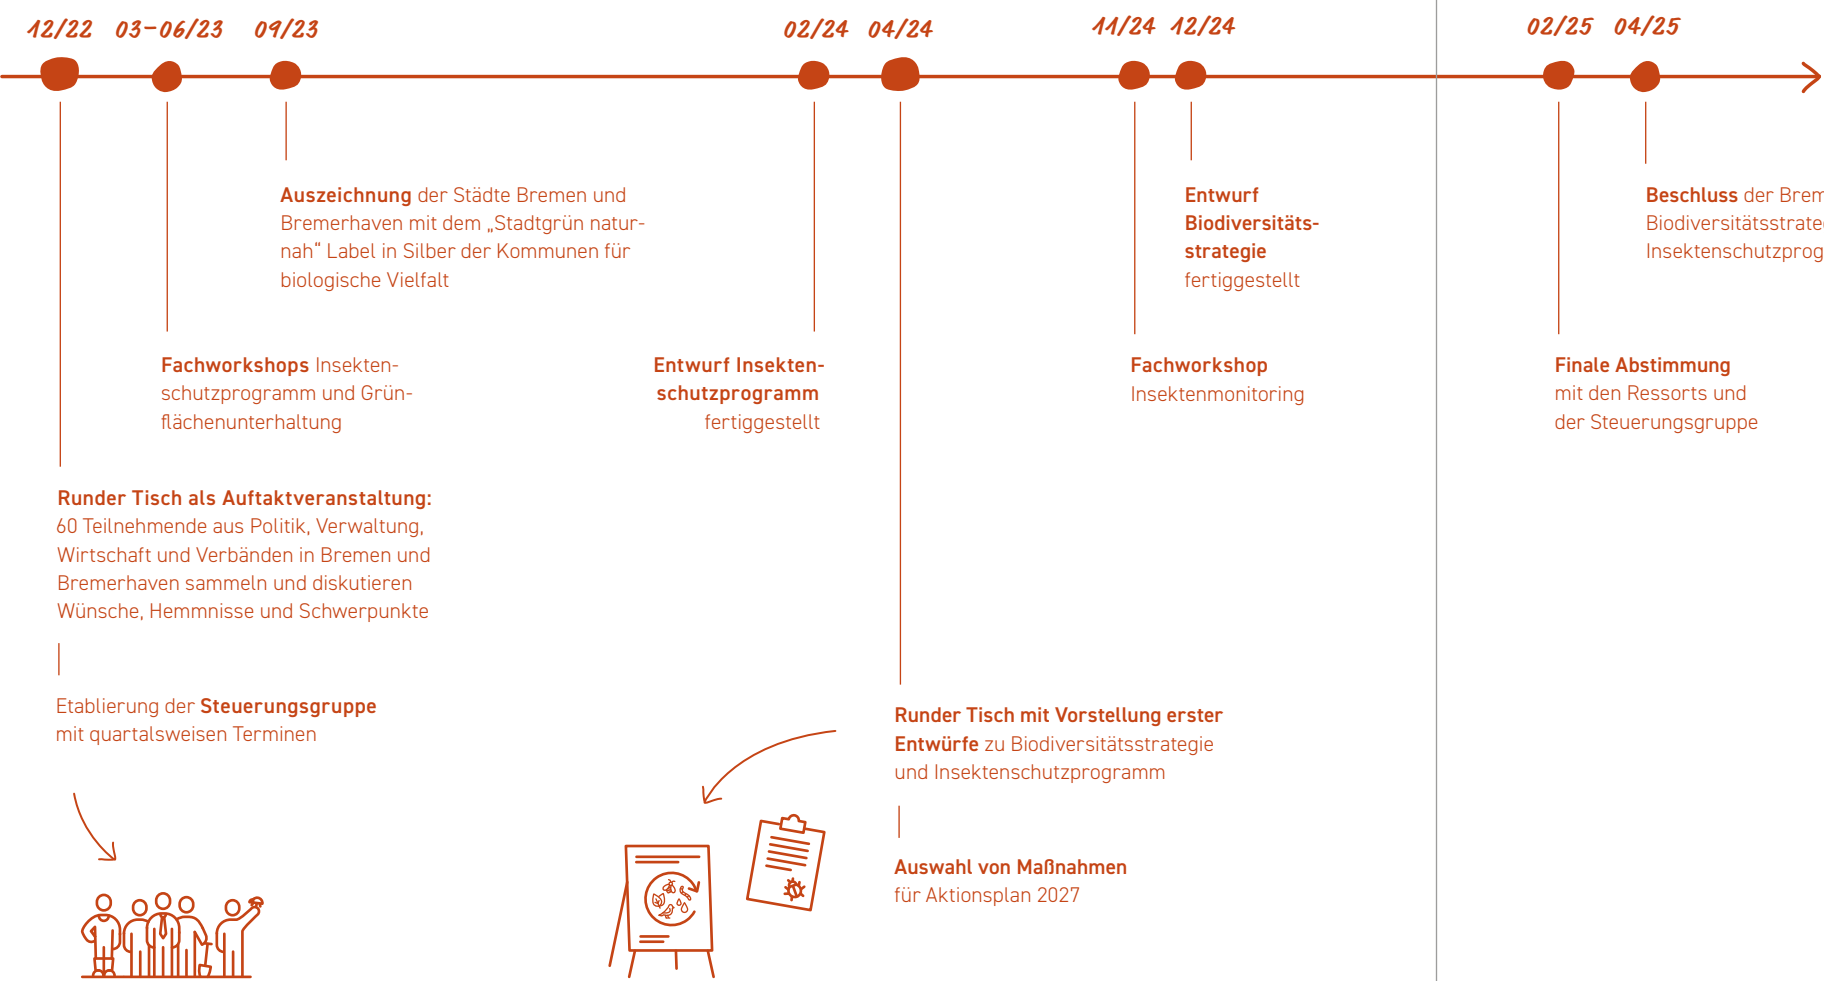 12/22 03–06/23 09/23 02/24 04/24 11/24 12/24 02/25 04/25
Auszeichnung der Städte Bremen und
Bremerhaven mit dem „Stadtgrün natur-
nah" Label in Silber der Kommunen für
biologische Vielfalt
Entwurf
Biodiversitäts-
strategie
fertiggestellt
Beschluss der
Biodiversitätsstrate
Insektenschutzprog
Fachworkshops Insekten-
schutzprogramm und Grün-
flächenunterhaltung
Entwurf Insekten-
schutzprogramm
fertiggestellt
Fachworkshop
Insektenmonitoring
Finale Abstimmung
mit den Ressorts und
der Steuerungsgruppe
Runder Tisch als Auftaktveranstaltung:
60 Teilnehmende aus Politik, Verwaltung,
Wirtschaft und Verbänden in Bremen und
Bremerhaven sammeln und diskutieren
Wünsche, Hemmnisse und Schwerpunkte
Etablierung der Steuerungsgruppe
mit quartalsweisen Terminen
Runder Tisch mit Vorstellung erster
Entwürfe zu Biodiversitätsstrategie
und Insektenschutzprogramm
Auswahl von Maßnahmen
für Aktionsplan 2027